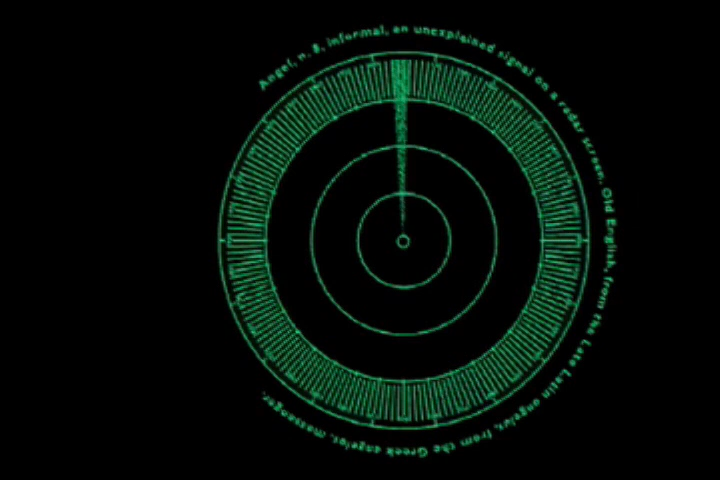 Angel, n. 8, informal, an unexplained signal on a radar screen. Old English, from the Late Latin angelus, from the Greek angelos, messenger.